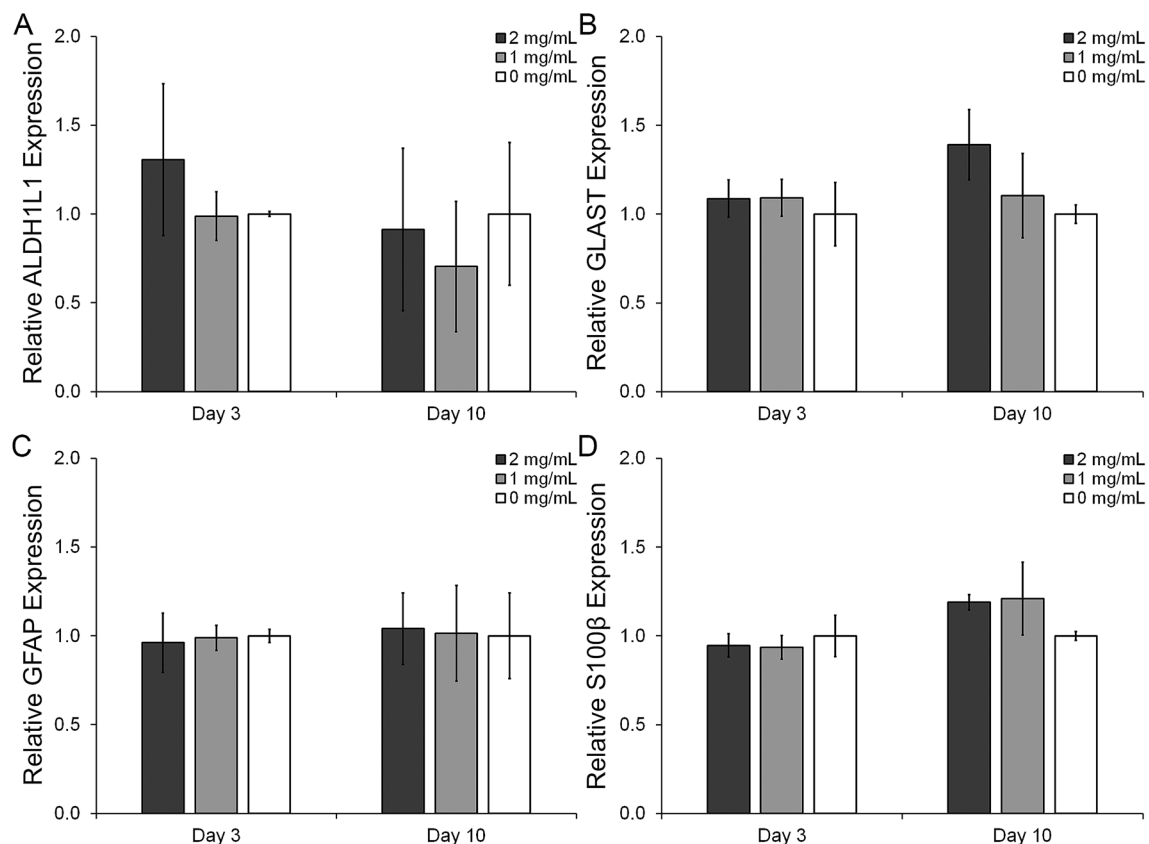 A
Relative ALDH1L1 Expression
2.0
1.5
1.0
0.5
0.0
2 mg/mL
1 mg/mL
0 mg/mL
Day 3
Day 10
B
Relative GLAST Expression
2.0
1.5
1.0
0.5
0.0
2 mg/mL
1 mg/mL
0 mg/mL
Day 3
Day 10
C
Relative GFAP Expression
2.0
1.5
1.0
0.5
0.0
2 mg/mL
1 mg/mL
0 mg/mL
Day 3
Day 10
D
Relative S100β Expression
2.0
1.5
1.0
0.5
0.0
2 mg/mL
1 mg/mL
0 mg/mL
Day 3
Day 10